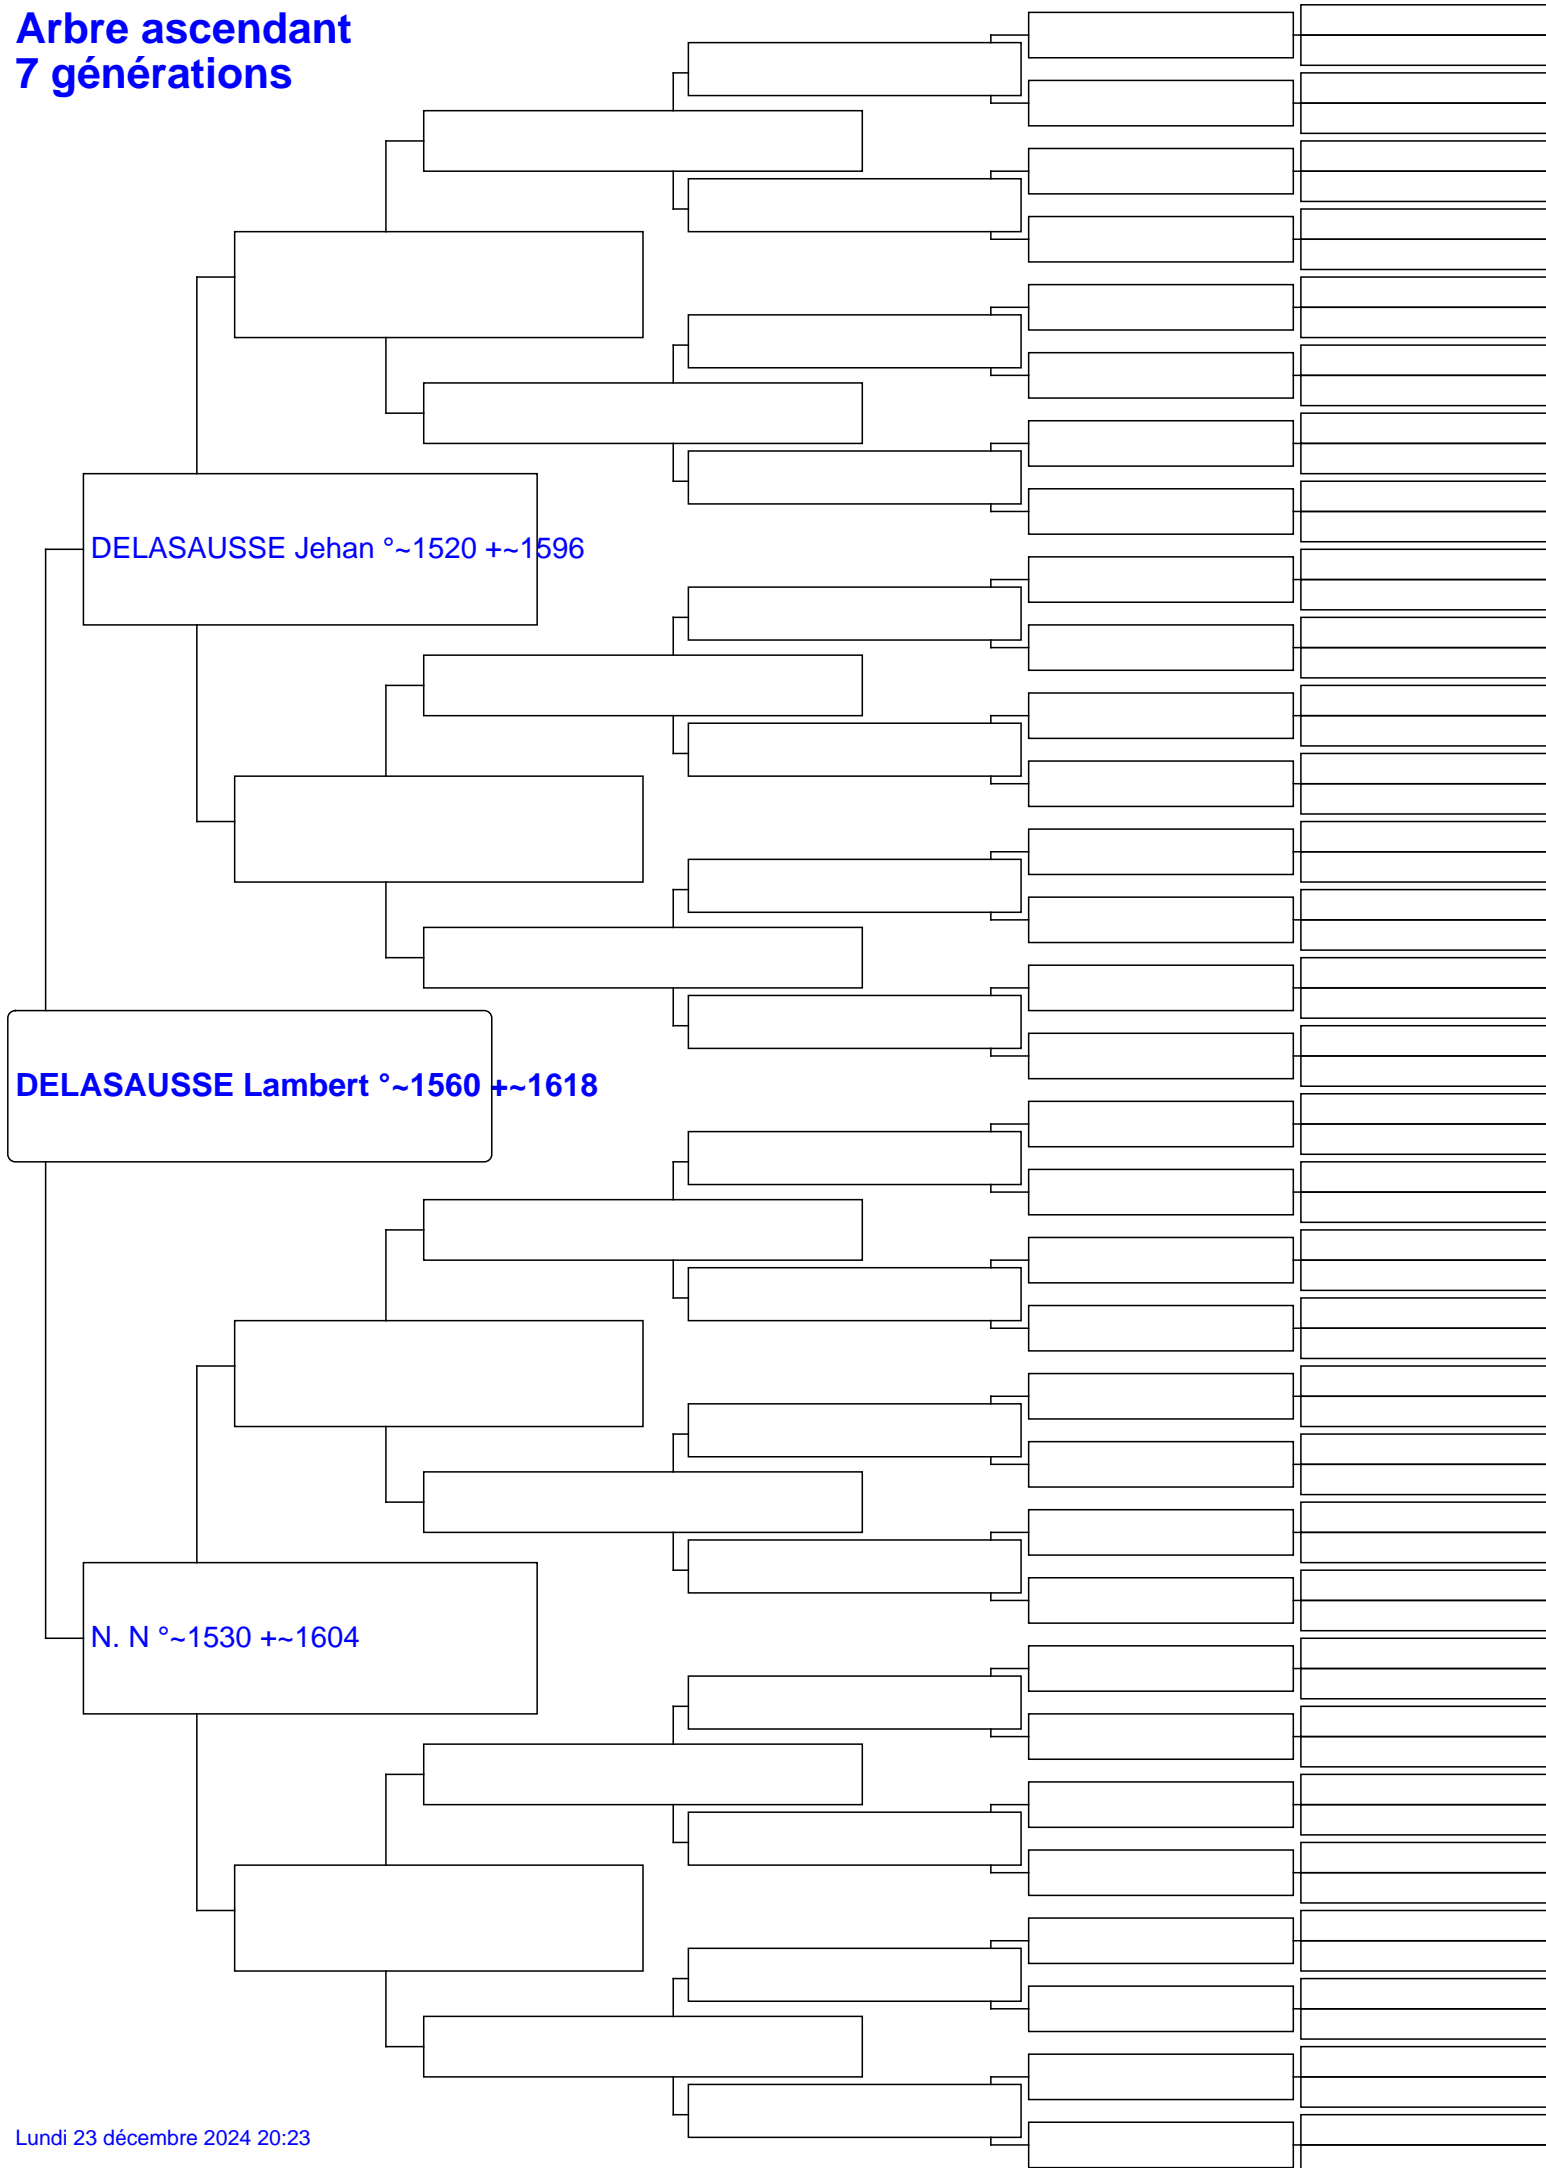 Arbre ascendant
7 générations
DELASAUSSE Jehan °~1520 +~1596
DELASAUSSE Lambert °~1560 +~1618
N. N °~1530 +~1604
Lundi 23 décembre 2024 20:23